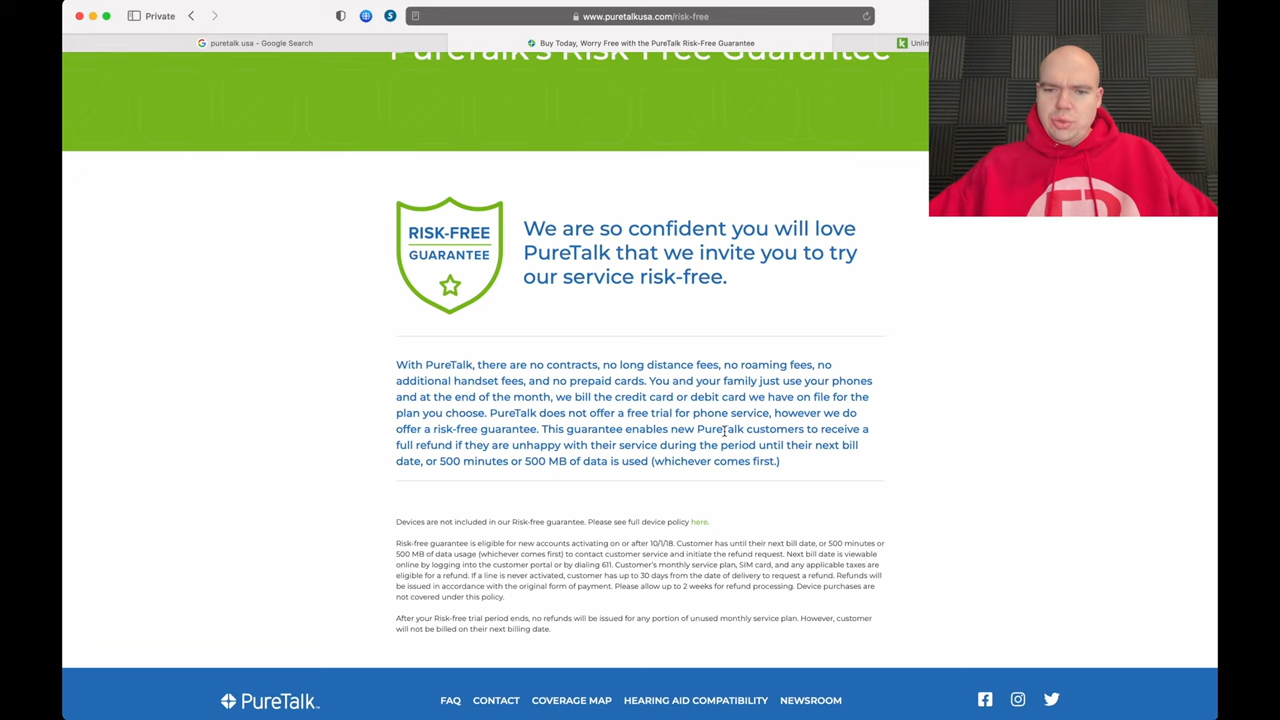 Private
www.puretalkusa.com/risk-free
puretalk usa - Google Search
Buy Today, Worry Free with the PureTalk Risk-Free Guarantee
Unlim
PureTalk's Risk-Free Guarantee
RISK-FREE
GUARANTEE
We are so confident you will love
PureTalk that we invite you to try
our service risk-free.
With PureTalk, there are no contracts, no long distance fees, no roaming fees, no
additional handset fees, and no prepaid cards. You and your family just use your phones
and at the end of the month, we bill the credit card or debit card we have on file for the
plan you choose. PureTalk does not offer a free trial for phone service, however we do
offer a risk-free guarantee. This guarantee enables new PureTalk customers to receive a
full refund if they are unhappy with their service during the period until their next bill
date, or 500 minutes or 500 MB of data is used (whichever comes first.)
Devices are not included in our Risk-free guarantee. Please see full device policy here.
Risk-free guarantee is eligible for new accounts activating on or after 10/1/18. Customer has until their next bill date, or 500 minutes or
500 MB of data usage (whichever comes first) to contact customer service and initiate the refund request. Next bill date is viewable
online by logging into the customer portal or by dialing 611. Customer's monthly service plan, SIM card, and any applicable taxes are
eligible for a refund. If a line is never activated, customer has up to 30 days from the date of delivery to request a refund. Refunds will
be issued in accordance with the original form of payment. Please allow up to 2 weeks for refund processing. Device purchases are
not covered under this policy.
After your Risk-free trial period ends, no refunds will be issued for any portion of unused monthly service plan. However, customer
will not be billed on their next billing date.
PureTalk
FAQ CONTACT COVERAGE MAP HEARING AID COMPATIBILITY NEWSROOM